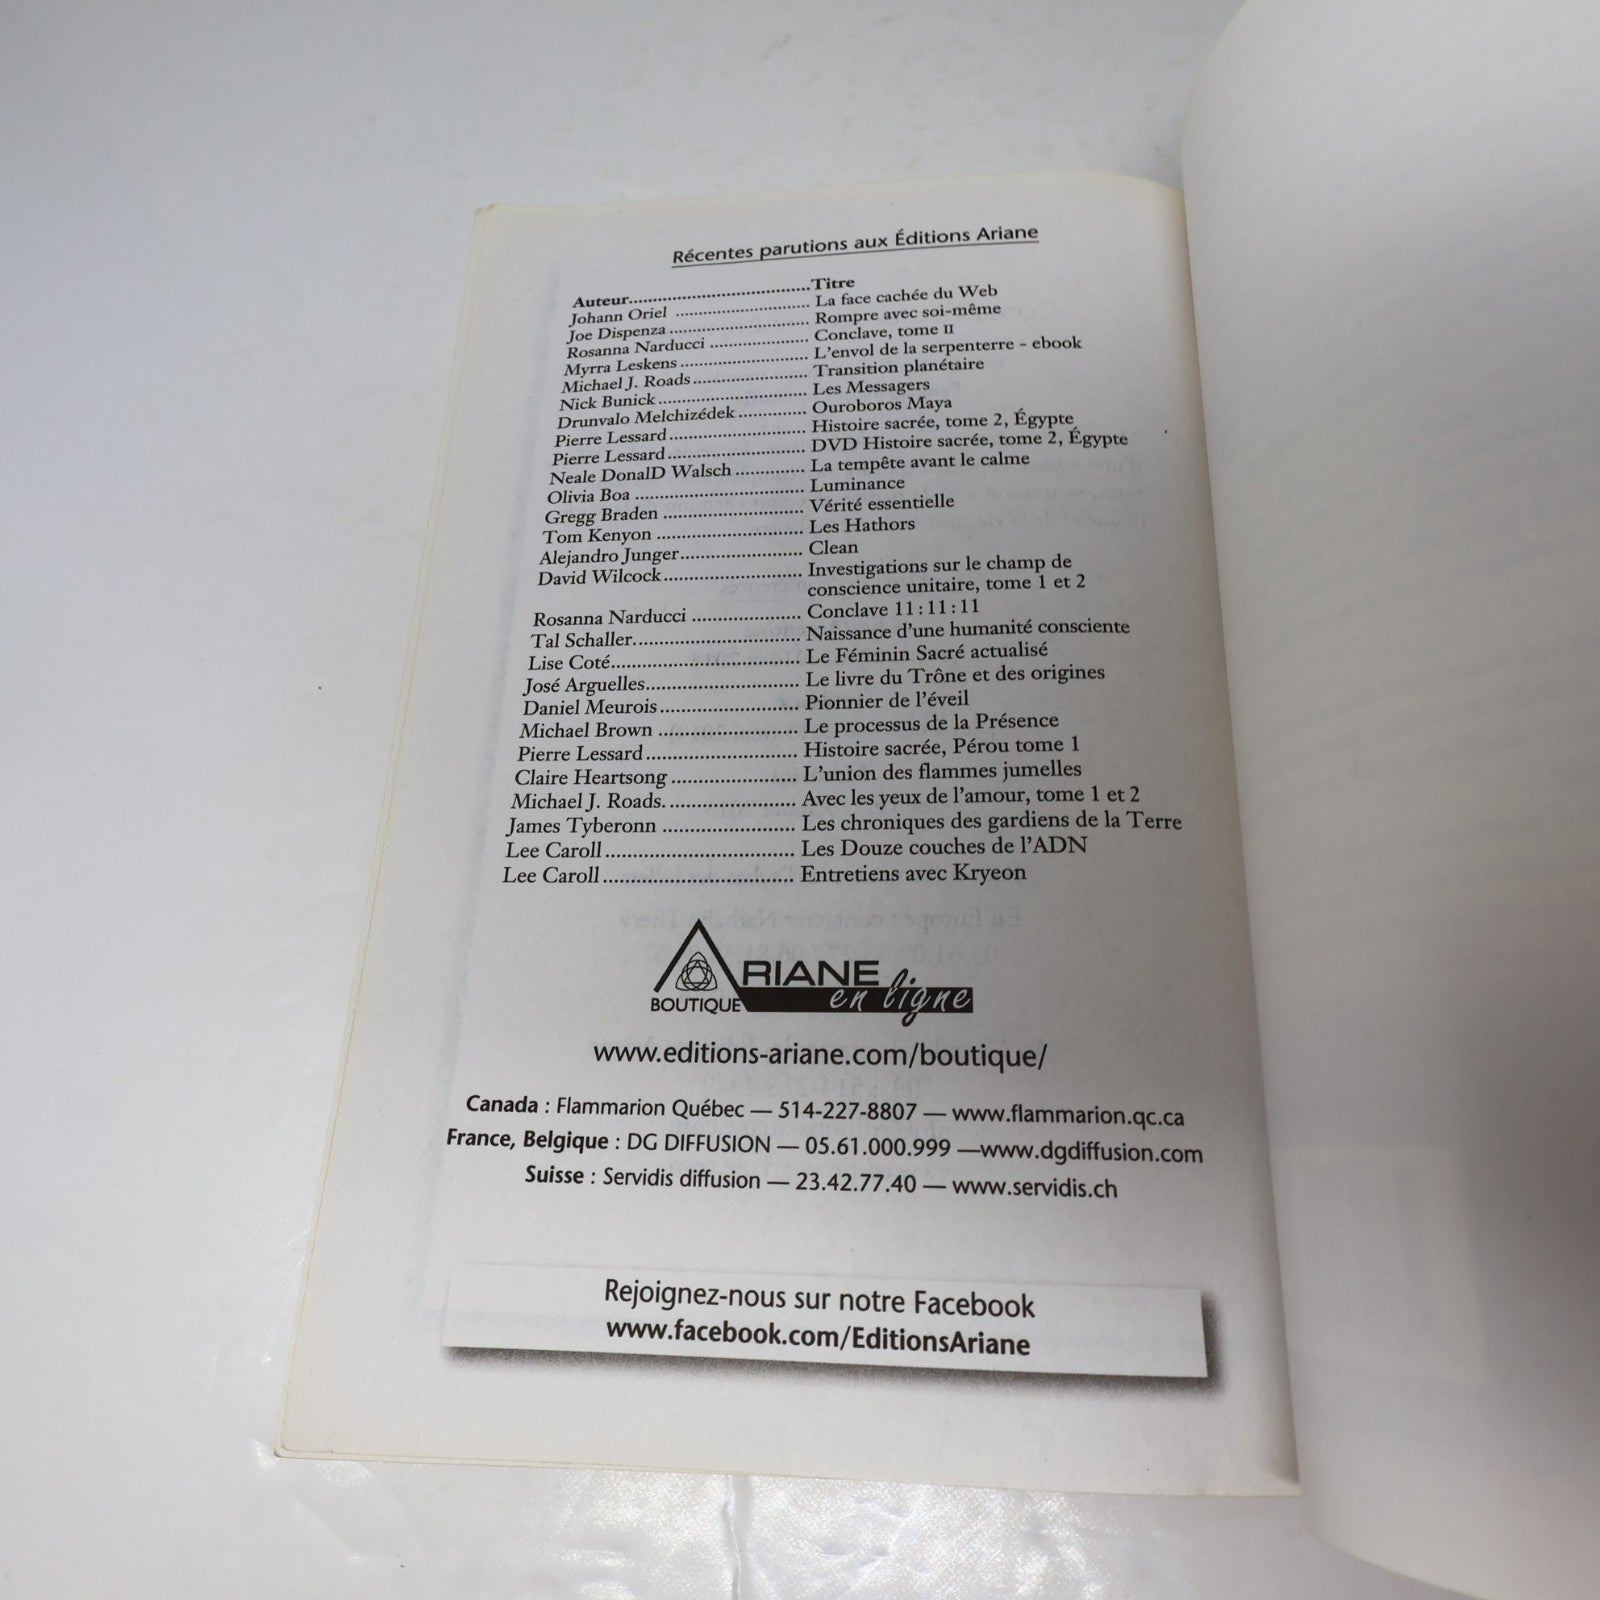 Récentes parutions aux Éditions Ariane
Auteur....................................Titre
Johann Oriel .......................... La face cachée du Web
Joe Dispenza ........................... Rompre avec soi-même
Rosanna Narducci ................... Conclave, tome II
Myrra Leskens ......................... L'envol de la serpenterre - ebook
Michael J. Roads....................... Transition planétaire
Nick Bunick ............................. Les Messagers
Drunvalo Melchizédek ............. Ouroboros Maya
Pierre Lessard ........................... Histoire sacrée, tome 2, Égypte
Pierre Lessard ........................... DVD Histoire sacrée, tome 2, Égypte
Neale DonalD Walsch ............. La tempête avant le calme
Olivia Boa ................................ Luminance
Gregg Braden .......................... Vérité essentielle
Tom Kenyon ............................ Les Hathors
Alejandro Junger....................... Clean
David Wilcock.......................... Investigations sur le champ de
conscience unitaire, tome 1 et 2
Rosanna Narducci .................... Conclave 11 : 11 : 11
Tal Schaller............................... Naissance d'une humanité consciente
Lise Coté................................... Le Féminin Sacré actualisé
José Arguelles............................ Le livre du Trône et des origines
Daniel Meurois......................... Pionnier de l'éveil
Michael Brown ........................ Le processus de la Présence
Pierre Lessard ........................... Histoire sacrée, Pérou tome 1
Claire Heartsong ...................... L'union des flammes jumelles
Michael J. Roads....................... Avec les yeux de l'amour, tome 1 et 2
James Tyberonn ....................... Les chroniques des gardiens de la Terre
Lee Caroll................................. Les Douze couches de l'ADN
Lee Caroll................................. Entretiens avec Kryeon
ARIANE
BOUTIQUE en ligne
www.editions-ariane.com/boutique/
Canada : Flammarion Québec — 514-227-8807 — www.flammarion.qc.ca
France, Belgique : DG DIFFUSION — 05.61.000.999 —www.dgdiffusion.com
Suisse : Servidis diffusion — 23.42.77.40 — www.servidis.ch
Rejoignez-nous sur notre Facebook
www.facebook.com/EditionsAriane